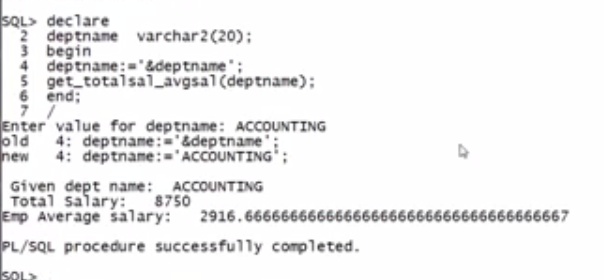 SQL> declare
2 deptname varchar2(20);
3 begin
4 deptname:='&deptname';
5 get_totalsal_avgsal(deptname);
6 end;
7 /
Enter value for deptname: ACCOUNTING
old 4: deptname:='&deptname';
new 4: deptname:='ACCOUNTING';
Given dept name: ACCOUNTING
Total Salary: 8750
Emp Average salary: 2916.66666666666666666666666666666667
PL/SQL procedure successfully completed.
SQL>